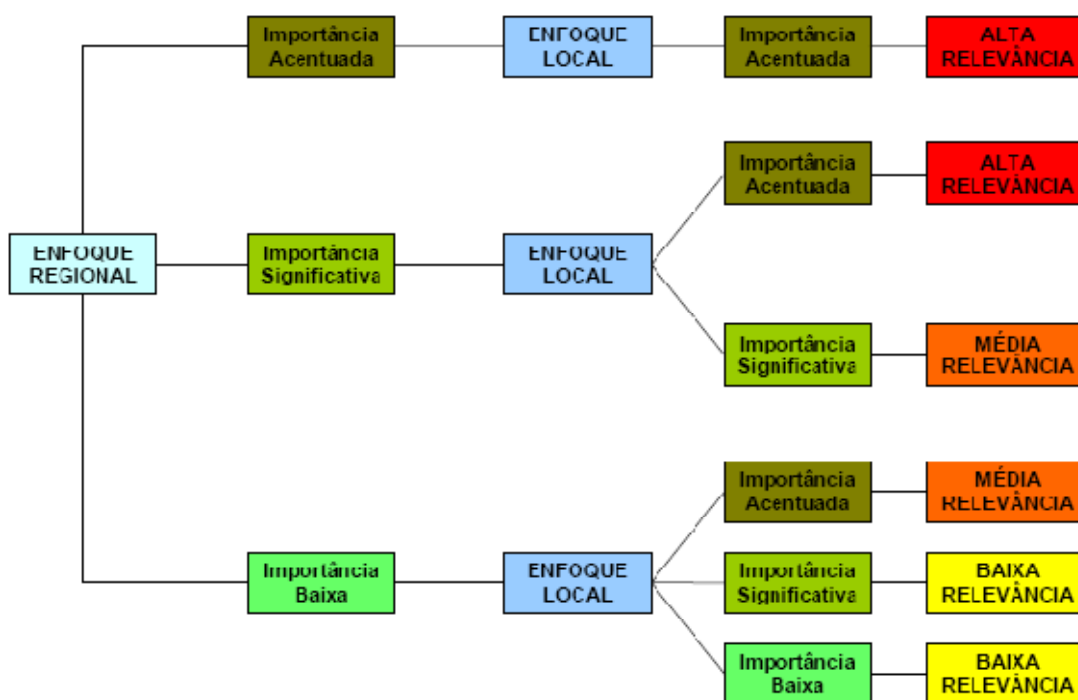 Importância
Acentuada
ENFOQUE
LOCAL
Importância
Acentuada
ALTA
RELEVÂNCIA
Importância
Acentuada
ALTA
RELEVÂNCIA
ENFOQUE
REGIONAL
Importância
Significativa
ENFOQUE
LOCAL
Importância
Significativa
MÉDIA
RELEVÂNCIA
Importância
Acentuada
MÉDIA
RELEVÂNCIA
Importância
Baixa
ENFOQUE
LOCAL
Importância
Significativa
BAIXA
RELEVÂNCIA
Importância
Baixa
BAIXA
RELEVÂNCIA